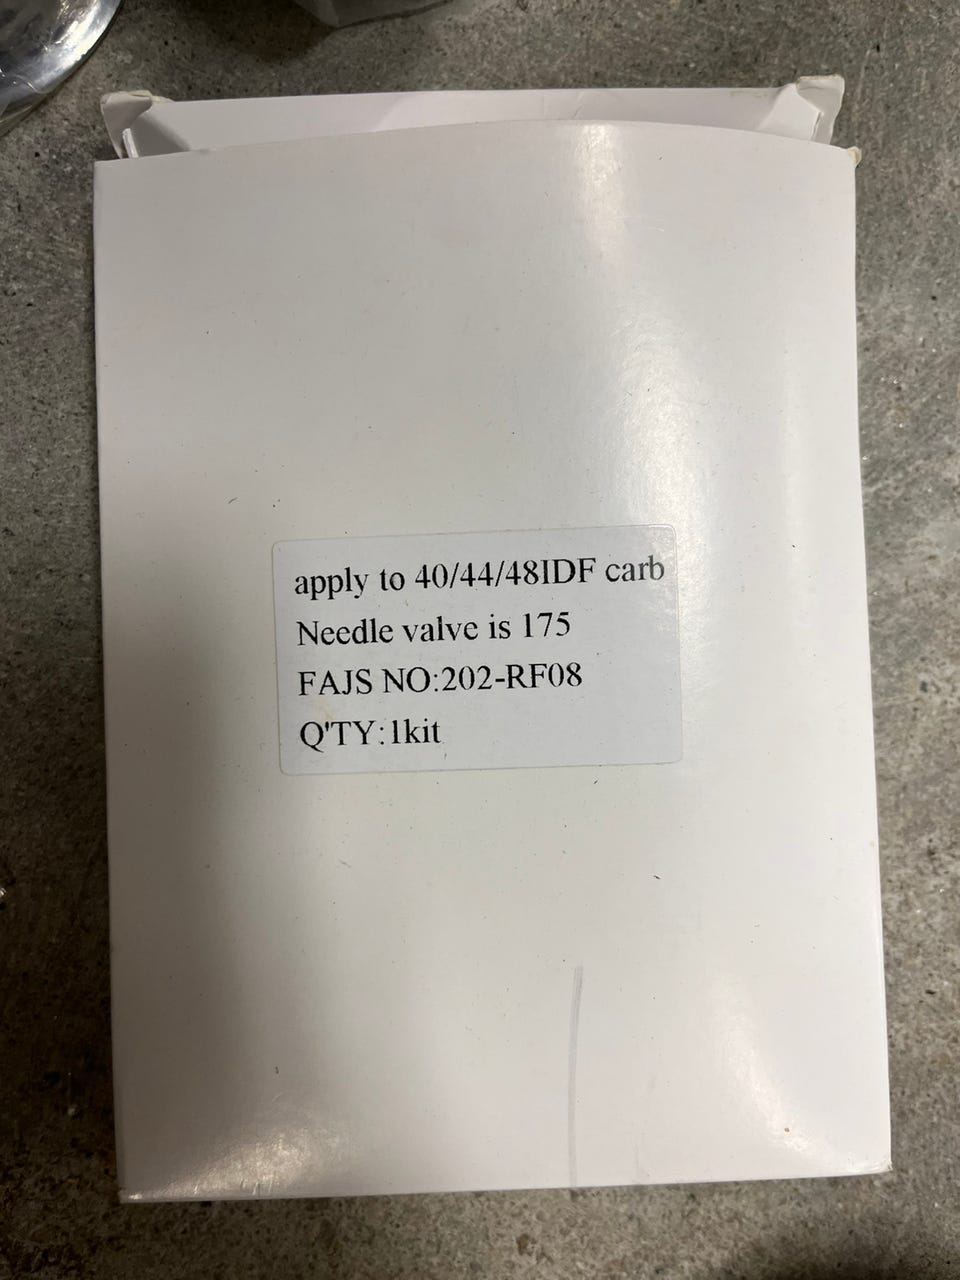 apply to 40/44/48IDF carb
Needle valve is 175
FAJS NO:202-RF08
Q'TY:1kit